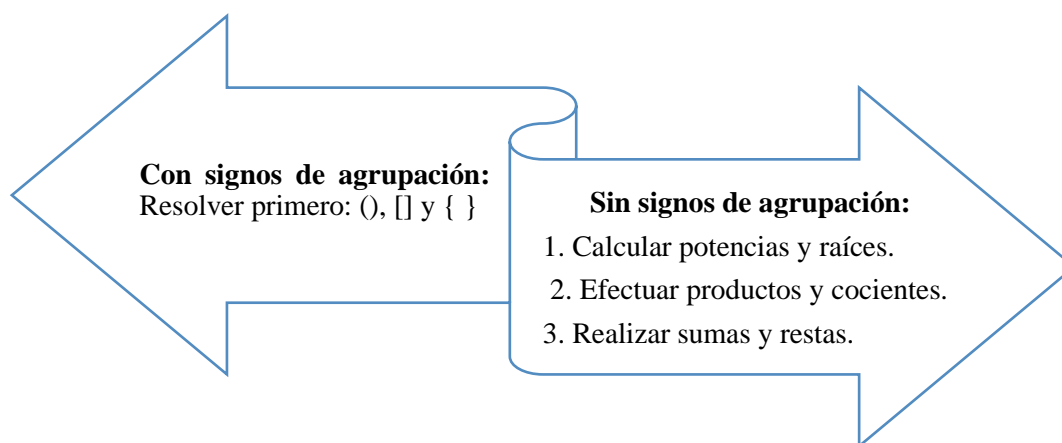 Con signos de agrupación:
Resolver primero: (), [] y { }
Sin signos de agrupación:
1. Calcular potencias y raíces.
2. Efectuar productos y cocientes.
3. Realizar sumas y restas.